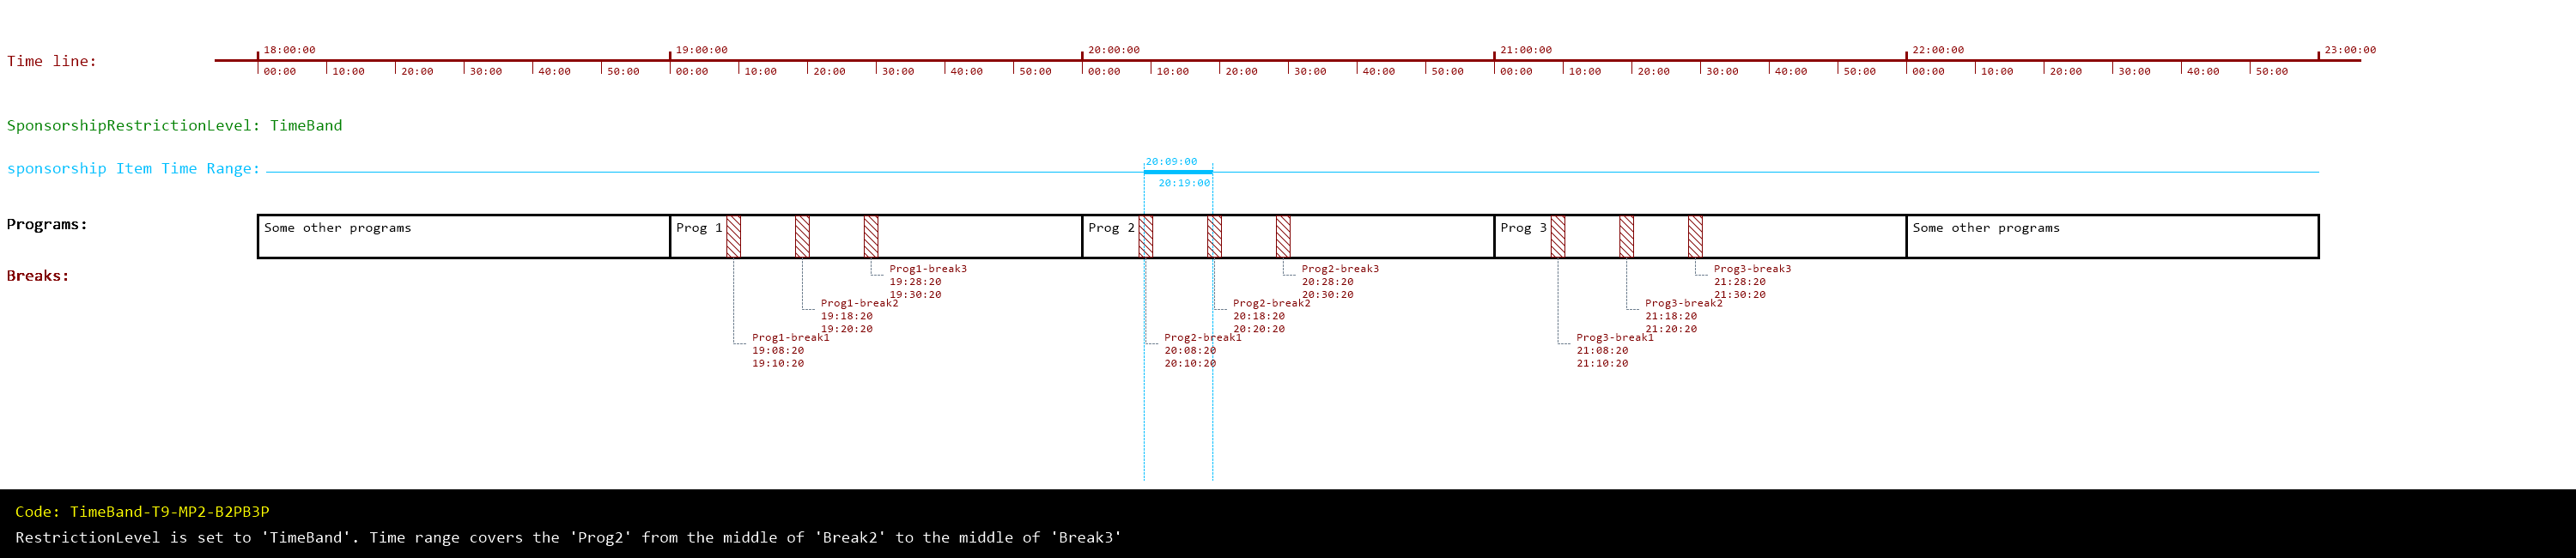 18:00:00 19:00:00 20:00:00 21:00:00 22:00:00 23:00:00
Time line:
00:00 10:00 20:00 30:00 40:00 50:00 00:00 10:00 20:00 30:00 40:00 50:00 00:00 10:00 20:00 30:00 40:00 50:00 00:00 10:00 20:00 30:00 40:00 50:00 00:00 10:00 20:00 30:00 40:00 50:00
SponsorshipRestrictionLevel: TimeBand
sponsorship Item Time Range:
20:09:00
20:19:00
Programs:
Some other programs
Prog 1
Prog 2
Prog 3
Some other programs
Breaks:
Prog1-break3
19:28:20
19:30:20
Prog1-break2
19:18:20
19:20:20
Prog1-break1
19:08:20
19:10:20
Prog2-break3
20:28:20
20:30:20
Prog2-break2
20:18:20
20:20:20
Prog2-break1
20:08:20
20:10:20
Prog3-break3
21:28:20
21:30:20
Prog3-break2
21:18:20
21:20:20
Prog3-break1
21:08:20
21:10:20
Code: TimeBand-T9-MP2-B2PB3P
RestrictionLevel is set to 'TimeBand'. Time range covers the 'Prog2' from the middle of 'Break2' to the middle of 'Break3'